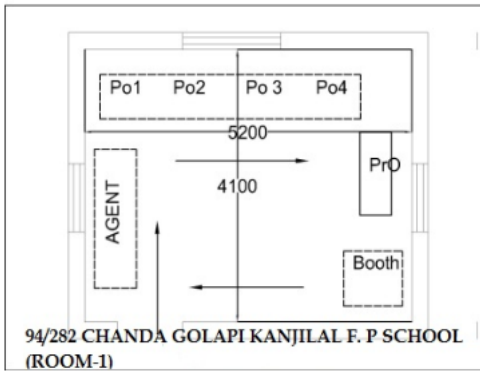 Po1 Po2 Po 3 Po4
5200
4100
PrO
AGENT
Booth
94/282 CHANDA GOLAPI KANJILAL F. P SCHOOL
(ROOM-1)